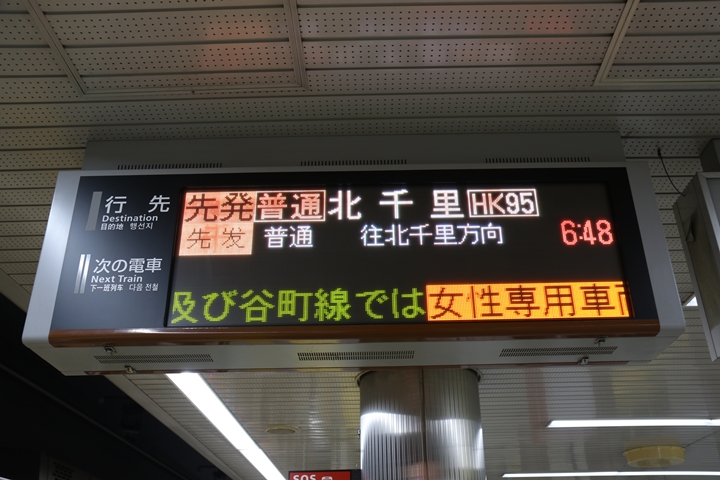 行先 先発 普通 北千里 HK95
Destination
目的地 행선지
先发 普通 往北千里方向 6:48
次の電車
Next Train
下一班列车 다음 전철
及び谷町線では女性専用車
SOS